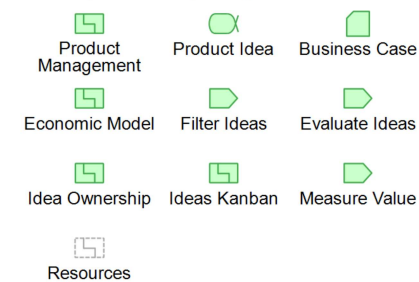 Product Management
Product Idea
Business Case
Economic Model
Filter Ideas
Evaluate Ideas
Idea Ownership
Ideas Kanban
Measure Value
Resources